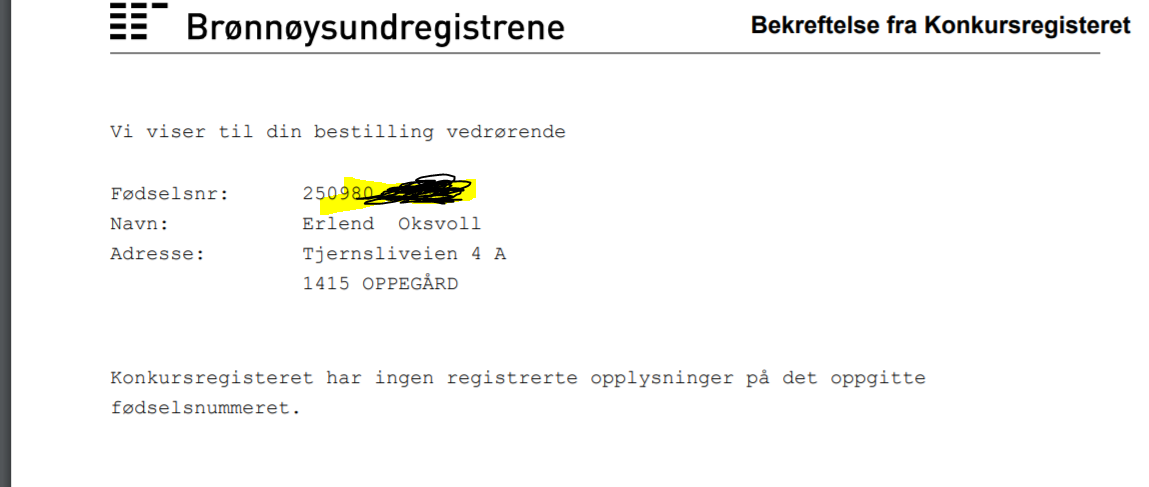 Brønnøysundregistrene
Bekreftelse fra Konkursregisteret
Vi viser til din bestilling vedrørende
Fødselsnr: 250980
Navn: Erlend Oksvoll
Adresse: Tjernsliveien 4 A
1415 OPPEGÅRD
Konkursregisteret har ingen registrerte opplysninger på det oppgitte
fødselsnummeret.